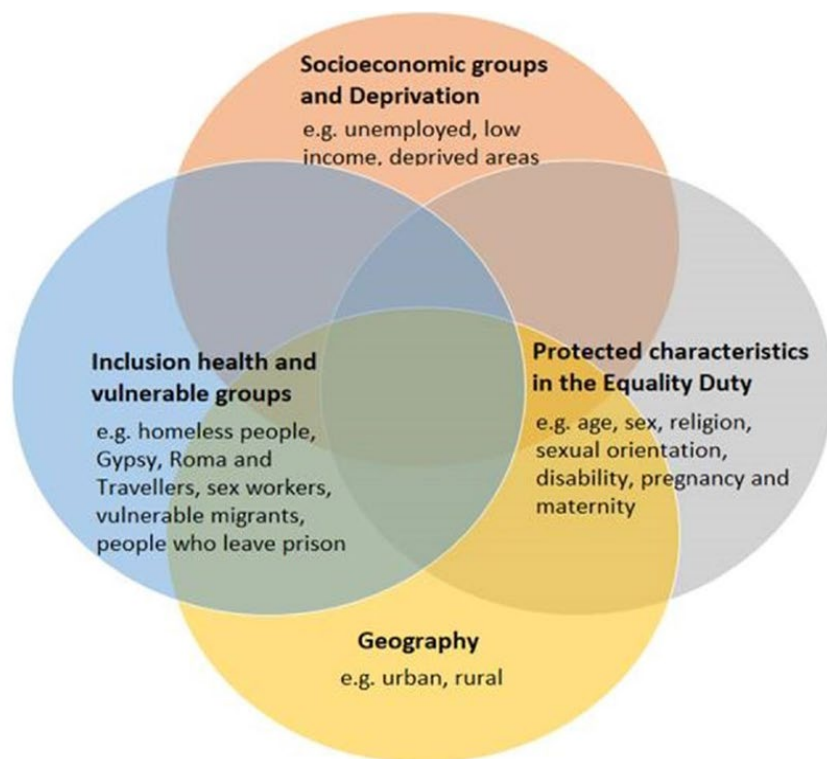 Socioeconomic groups
and Deprivation
e.g. unemployed, low
income, deprived areas
Inclusion health and
vulnerable groups
e.g. homeless people,
Gypsy, Roma and
Travellers, sex workers,
vulnerable migrants,
people who leave prison
Protected characteristics
in the Equality Duty
e.g. age, sex, religion,
sexual orientation,
disability, pregnancy and
maternity
Geography
e.g. urban, rural